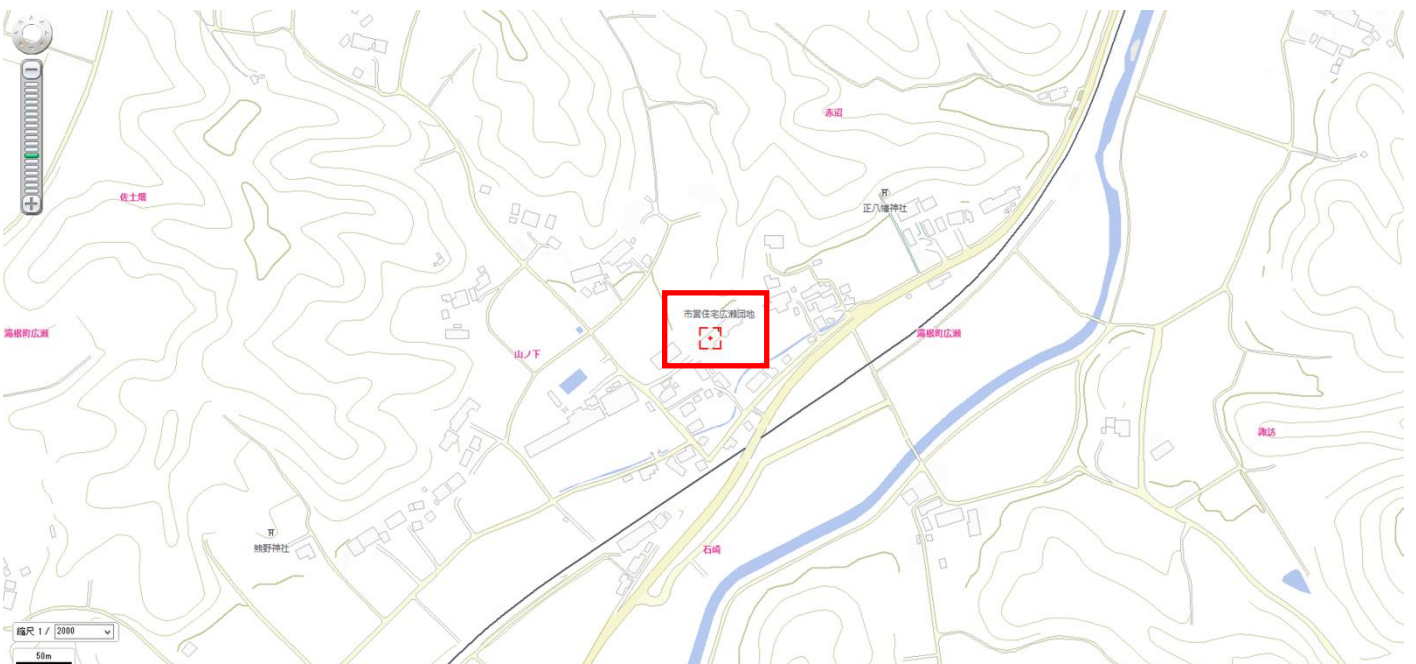 赤沼
佐土畑
正八幡神社
市営住宅広瀬団地
滝根町広瀬
滝根町広瀬
山ノ下
諏訪
熊野神社
石崎
縮尺 1/ 2000
50m